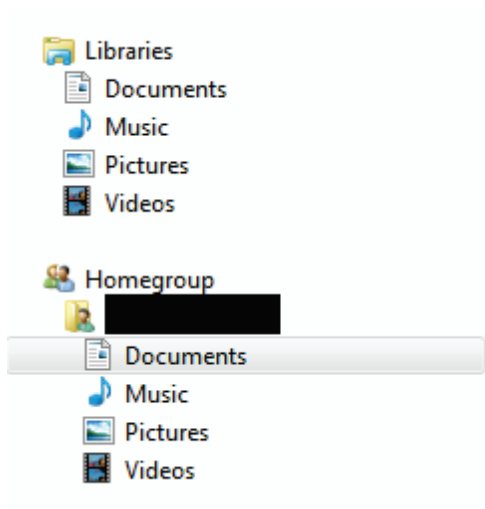 Libraries
Documents
Music
Pictures
Videos
Homegroup
Documents
Music
Pictures
Videos